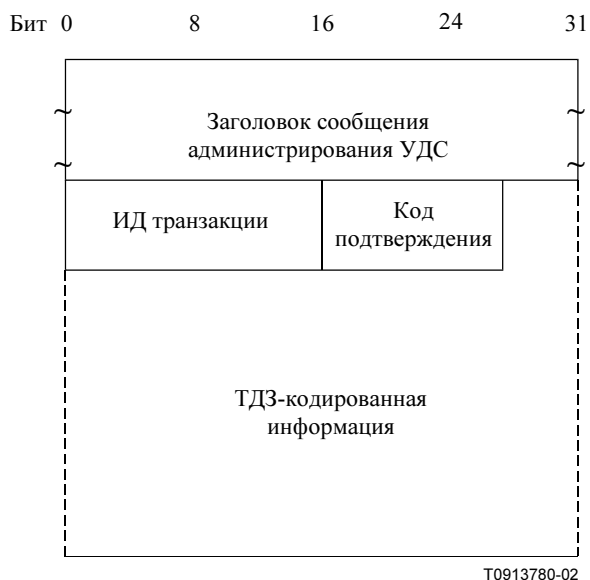 Бит 0 8 16 24 31
Заголовок сообщения
администрирования УДС
ИД транзакции
Код
подтверждения
ТДЗ-кодированная
информация
T0913780-02